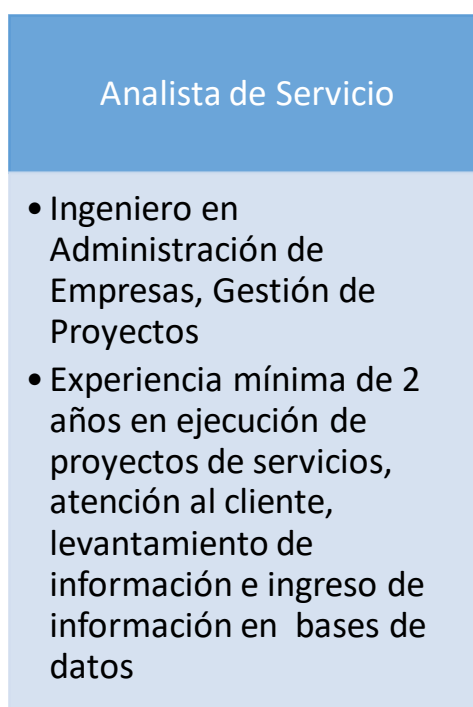 Analista de Servicio
• Ingeniero en
Administración de
Empresas, Gestión de
Proyectos
• Experiencia mínima de 2
años en ejecución de
proyectos de servicios,
atención al cliente,
levantamiento de
información e ingreso de
información en  bases de
datos